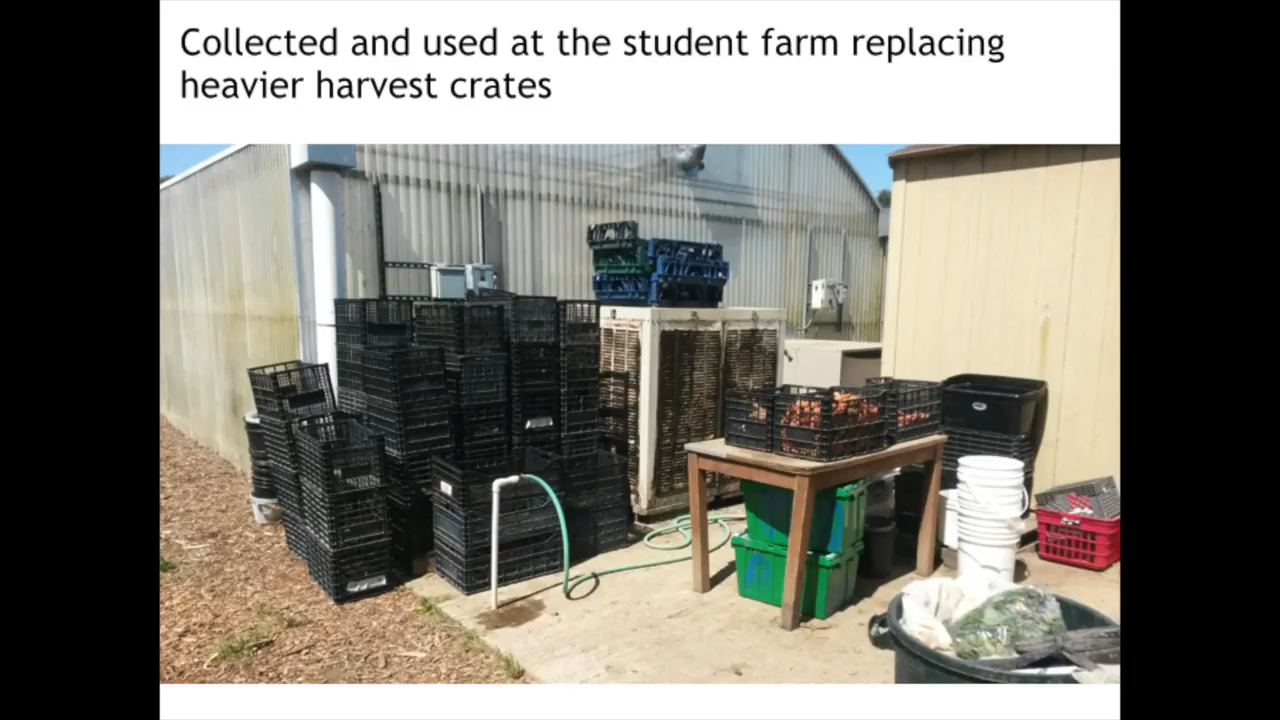 Collected and used at the student farm replacing
heavier harvest crates